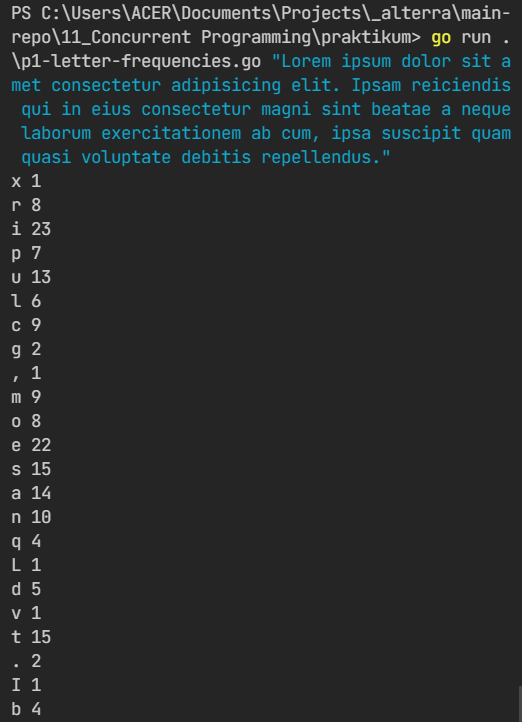 PS C:\Users\ACER\Documents\Projects\_alterra\main-
repo\11_Concurrent Programming\praktikum> go run .
\p1-letter-frequencies.go "Lorem ipsum dolor sit a
met consectetur adipisicing elit. Ipsam reiciendis
 qui in eius consectetur magni sint beatae a neque
 laborum exercitationem ab cum, ipsa suscipit quam
 quasi voluptate debitis repellendus."
x 1
r 8
i 23
p 7
u 13
l 6
c 9
g 2
, 1
m 9
o 8
e 22
s 15
a 14
n 10
q 4
L 1
d 5
v 1
t 15
. 2
I 1
b 4